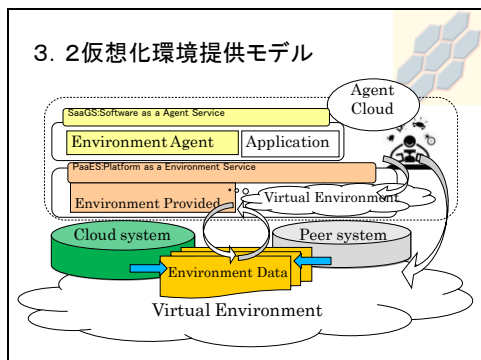 3．2仮想化環境提供モデル
Agent
Cloud
SaaGS:Software as a Agent Service
Environment Agent
Application
PaaES:Platform as a Environment Service
Environment Provided
Virtual Environment
Cloud system
Peer system
Environment Data
Virtual Environment